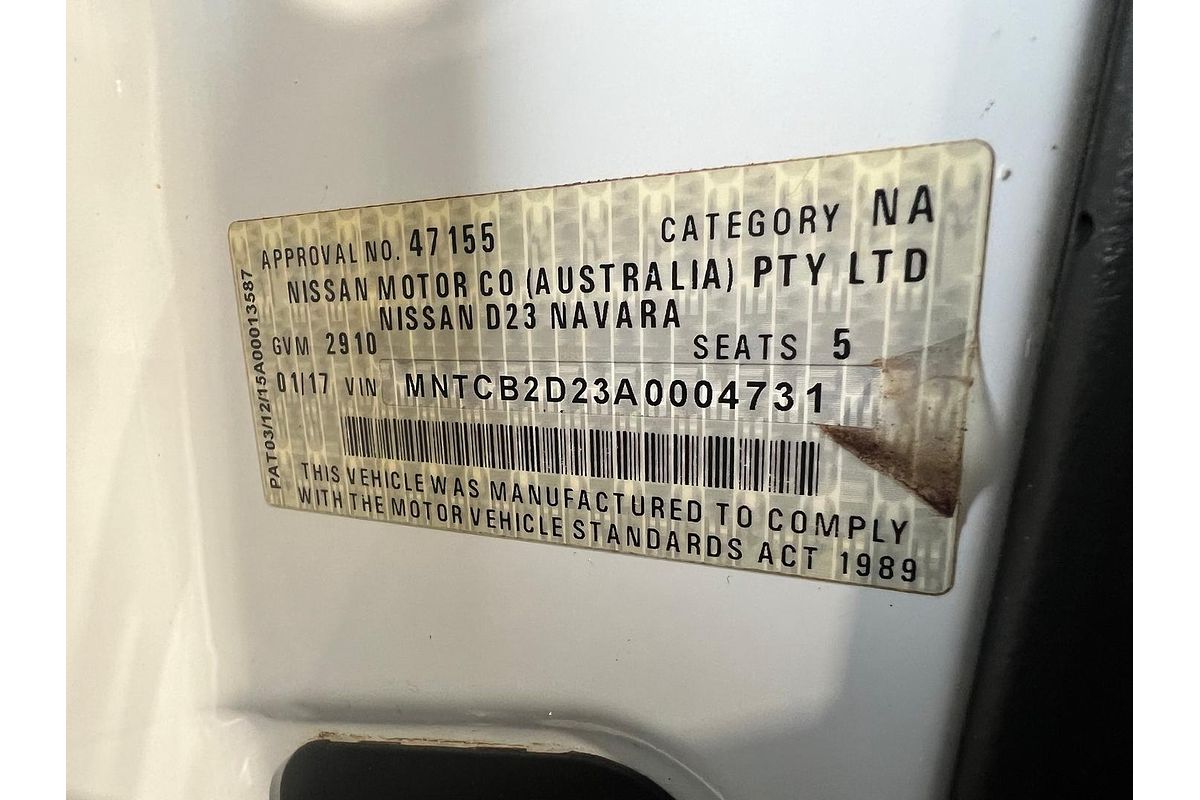 APPROVAL NO. 47155 CATEGORY NA
NISSAN MOTOR CO (AUSTRALIA) PTY LTD
NISSAN D23 NAVARA
GVM 2910 SEATS 5
01/17 VIN MNTCB2D23A0004731
THIS VEHICLE WAS MANUFACTURED TO COMPLY
WITH THE MOTOR VEHICLE STANDARDS ACT 1989
PAT03/12/15A00013587